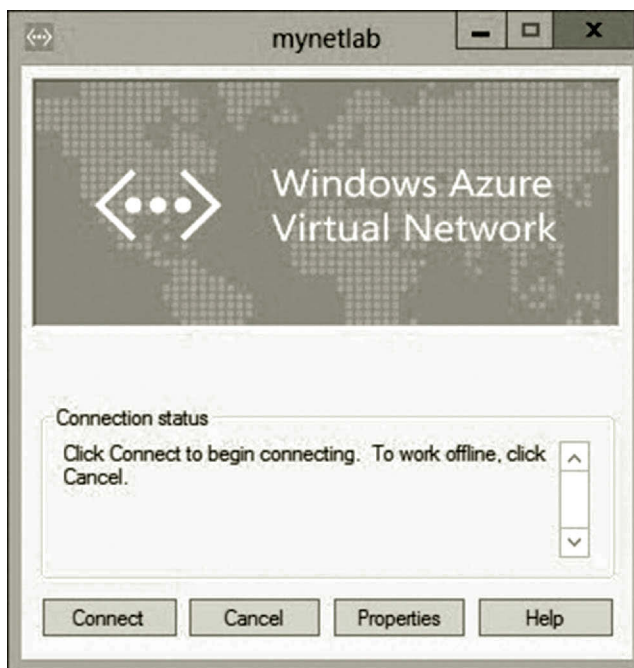 mynetlab
Windows Azure
Virtual Network
Connection status
Click Connect to begin connecting.  To work offline, click
Cancel.
Connect
Cancel
Properties
Help